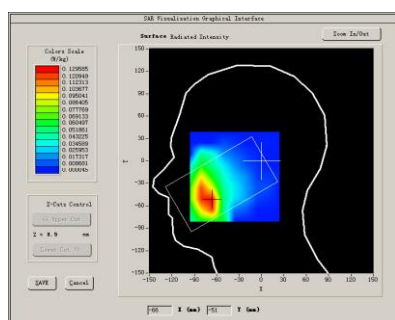 SAR Visualisation Graphical Interface
Surface Radiated Intensity
Zoom In/Out
Colors Scale
(W/kg)
0.129585
0.120949
0.112313
0.103677
0.095041
0.086405
0.077769
0.069133
0.060497
0.051861
0.043225
0.034589
0.025953
0.017317
0.008681
0.000045
Z-Cuts Control
Z = 8.9 mm
SAVE
Cancel
150
120
90
60
30
0
-30
-60
-90
-120
-150
Y
-150 -120 -90 -60 -30 0 30 60 90 120 150
X
-66 X (mm) -51 Y (mm)